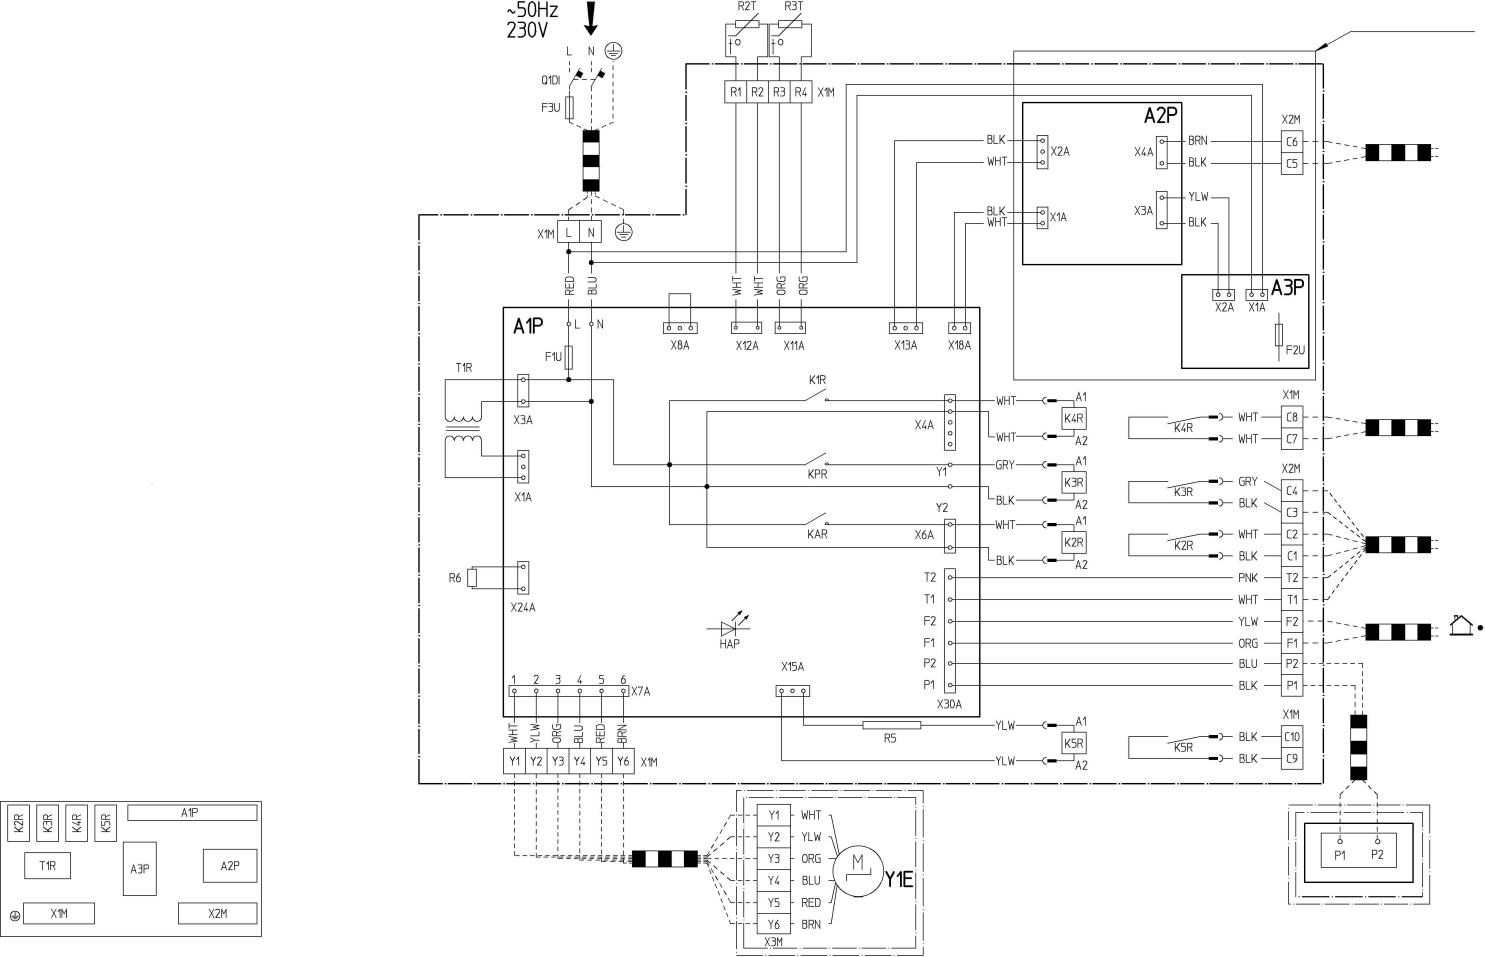 ~50Hz
230V
L N
Q1DI
F3U
X1M L N
RED BLU
R2T R3T
R1 R2 R3 R4 X1M
WHT WHT ORG ORG
A2P
BLK X2A X4A BRN
WHT BLK
BLK X1A X3A YLW
WHT BLK
X2M
C6
C5
A3P
X2A X1A
F2U
A1P
L N
F1U
X8A X12A X11A X13A X18A
T1R
X3A
X1A
R6
X24A
K1R
X4A
WHT A1
K4R
WHT A2
KPR
Y1
GRY A1
K3R
BLK A2
KAR
Y2
X6A
WHT A1
K2R
BLK A2
HAP
T2
T1
F2
F1
P2
P1
X30A
X15A
R5
YLW A1
K5R
YLW A2
X1M
K4R WHT C8
WHT C7
X2M
K3R GRY C4
BLK C3
K2R WHT C2
BLK C1
PNK T2
WHT T1
YLW F2
ORG F1
BLU P2
BLK P1
X1M
K5R BLK C10
BLK C9
1 2 3 4 5 6
X7A
WHT YLW ORG BLU RED BRN
Y1 Y2 Y3 Y4 Y5 Y6 X1M
Y1 WHT
Y2 YLW
Y3 ORG
Y4 BLU
Y5 RED
Y6 BRN
X3M
M
Y1E
P1 P2
K2R K3R K4R K5R A1P
T1R A3P A2P
X1M X2M